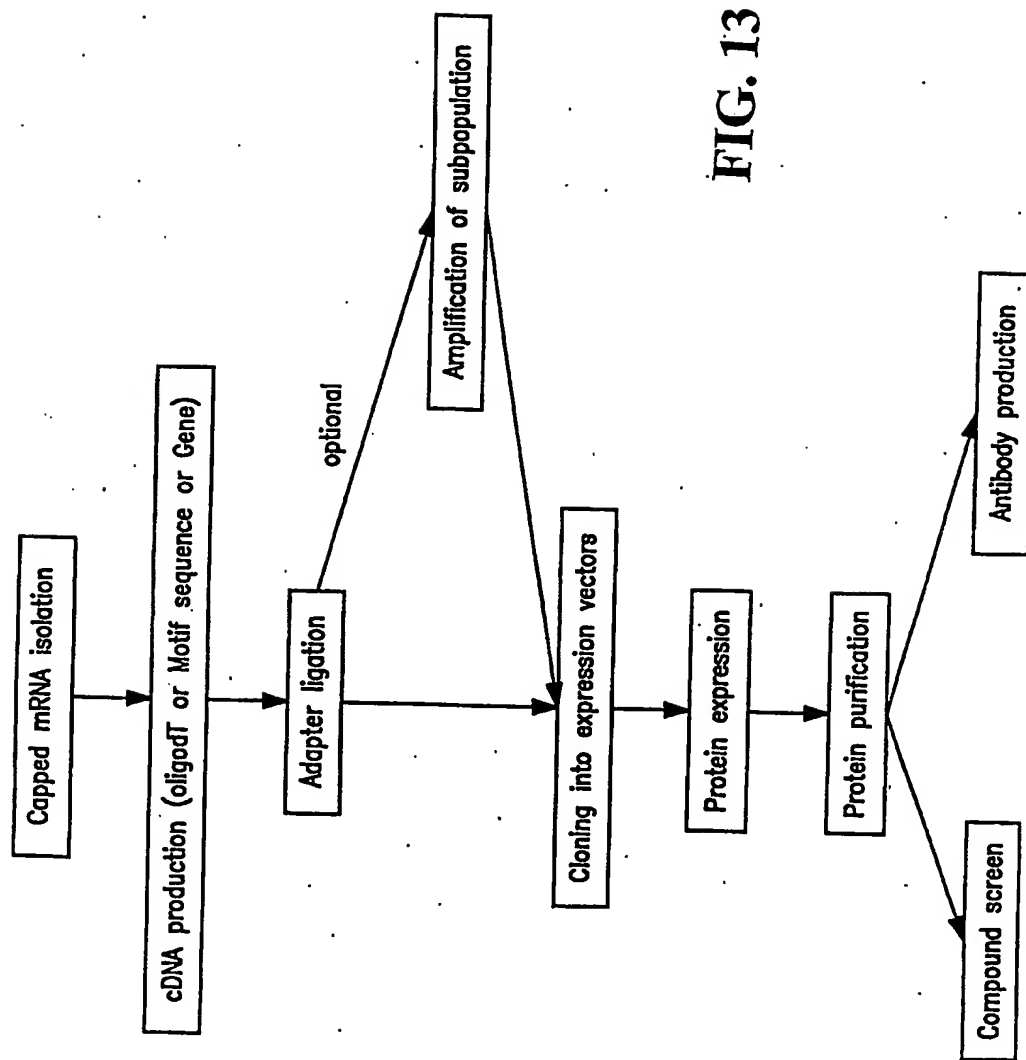 Capped mRNA isolation
cDNA production (oligodT or Motif sequence or Gene)
Adapter ligation
optional
Amplification of subpopulation
Cloning into expression vectors
Protein expression
Protein purification
Compound screen
Antibody production
FIG. 13